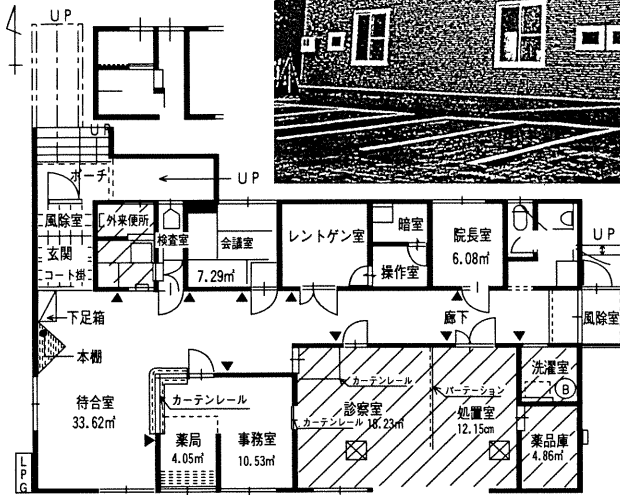 UP
UP
ポーチ
UP
風除室
外来便所
検査室
会議室
7.29㎡
レントゲン室
暗室
操作室
院長室
6.08㎡
UP
玄関
コート掛
下足箱
廊下
風除室
本棚
待合室
33.62㎡
カーテンレール
薬局
4.05㎡
事務室
10.53㎡
カーテンレール
診察室
カーテンレール 18.23㎡
パーテーション
処置室
12.15㎝
洗濯室
B
薬品庫
4.86㎡
LPG